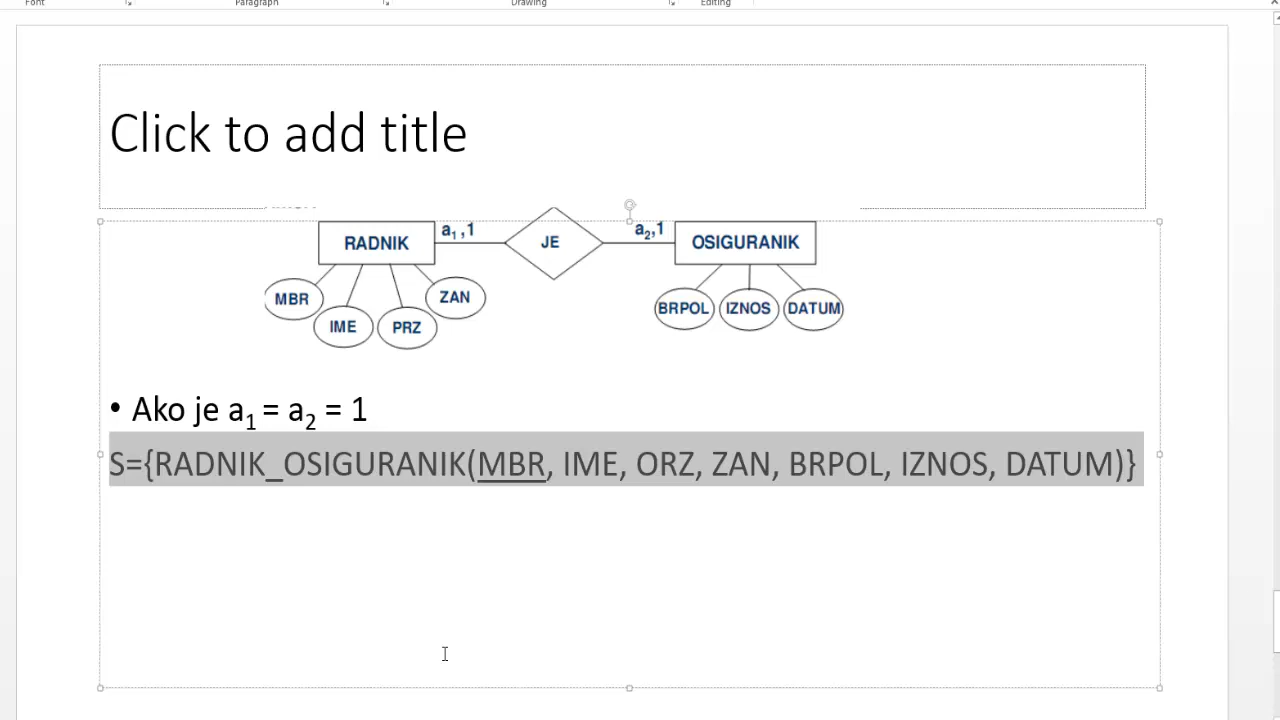 Font Paragraph Drawing Editing
Click to add title
RADNIK a1 ,1 JE a2,1 OSIGURANIK
MBR ZAN BRPOL IZNOS DATUM
IME PRZ
• Ako je a1 = a2 = 1
S={RADNIK_OSIGURANIK(MBR, IME, ORZ, ZAN, BRPOL, IZNOS, DATUM)}